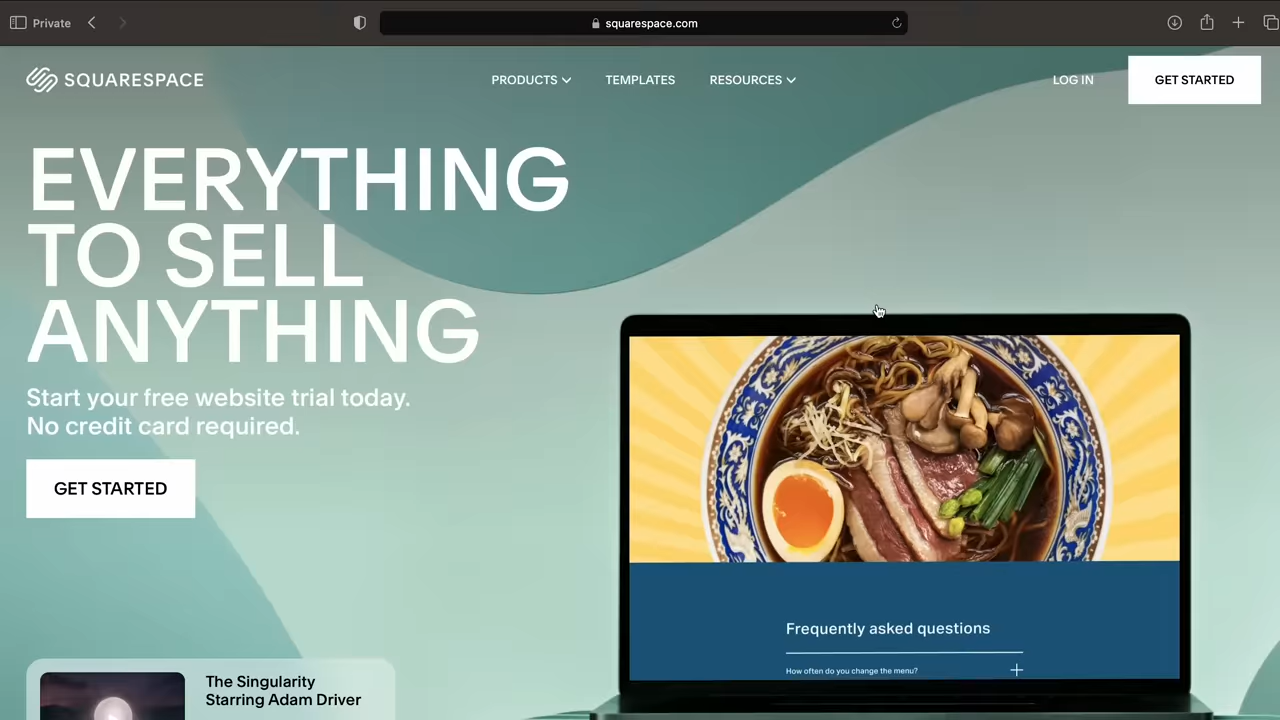 Private
squarespace.com
SQUARESPACE
PRODUCTS
TEMPLATES
RESOURCES
LOG IN
GET STARTED
EVERYTHING
TO SELL
ANYTHING
Start your free website trial today.
No credit card required.
GET STARTED
Frequently asked questions
How often do you change the menu?
The Singularity
Starring Adam Driver